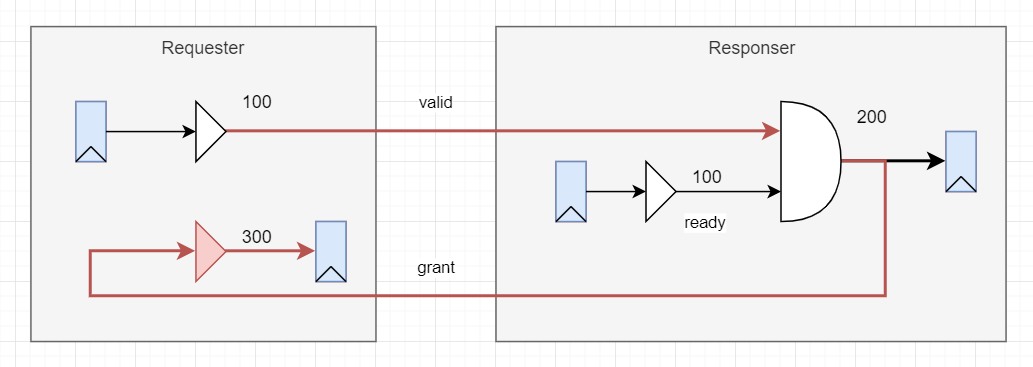 Requester
Responser
100
valid
200
100
ready
300
grant